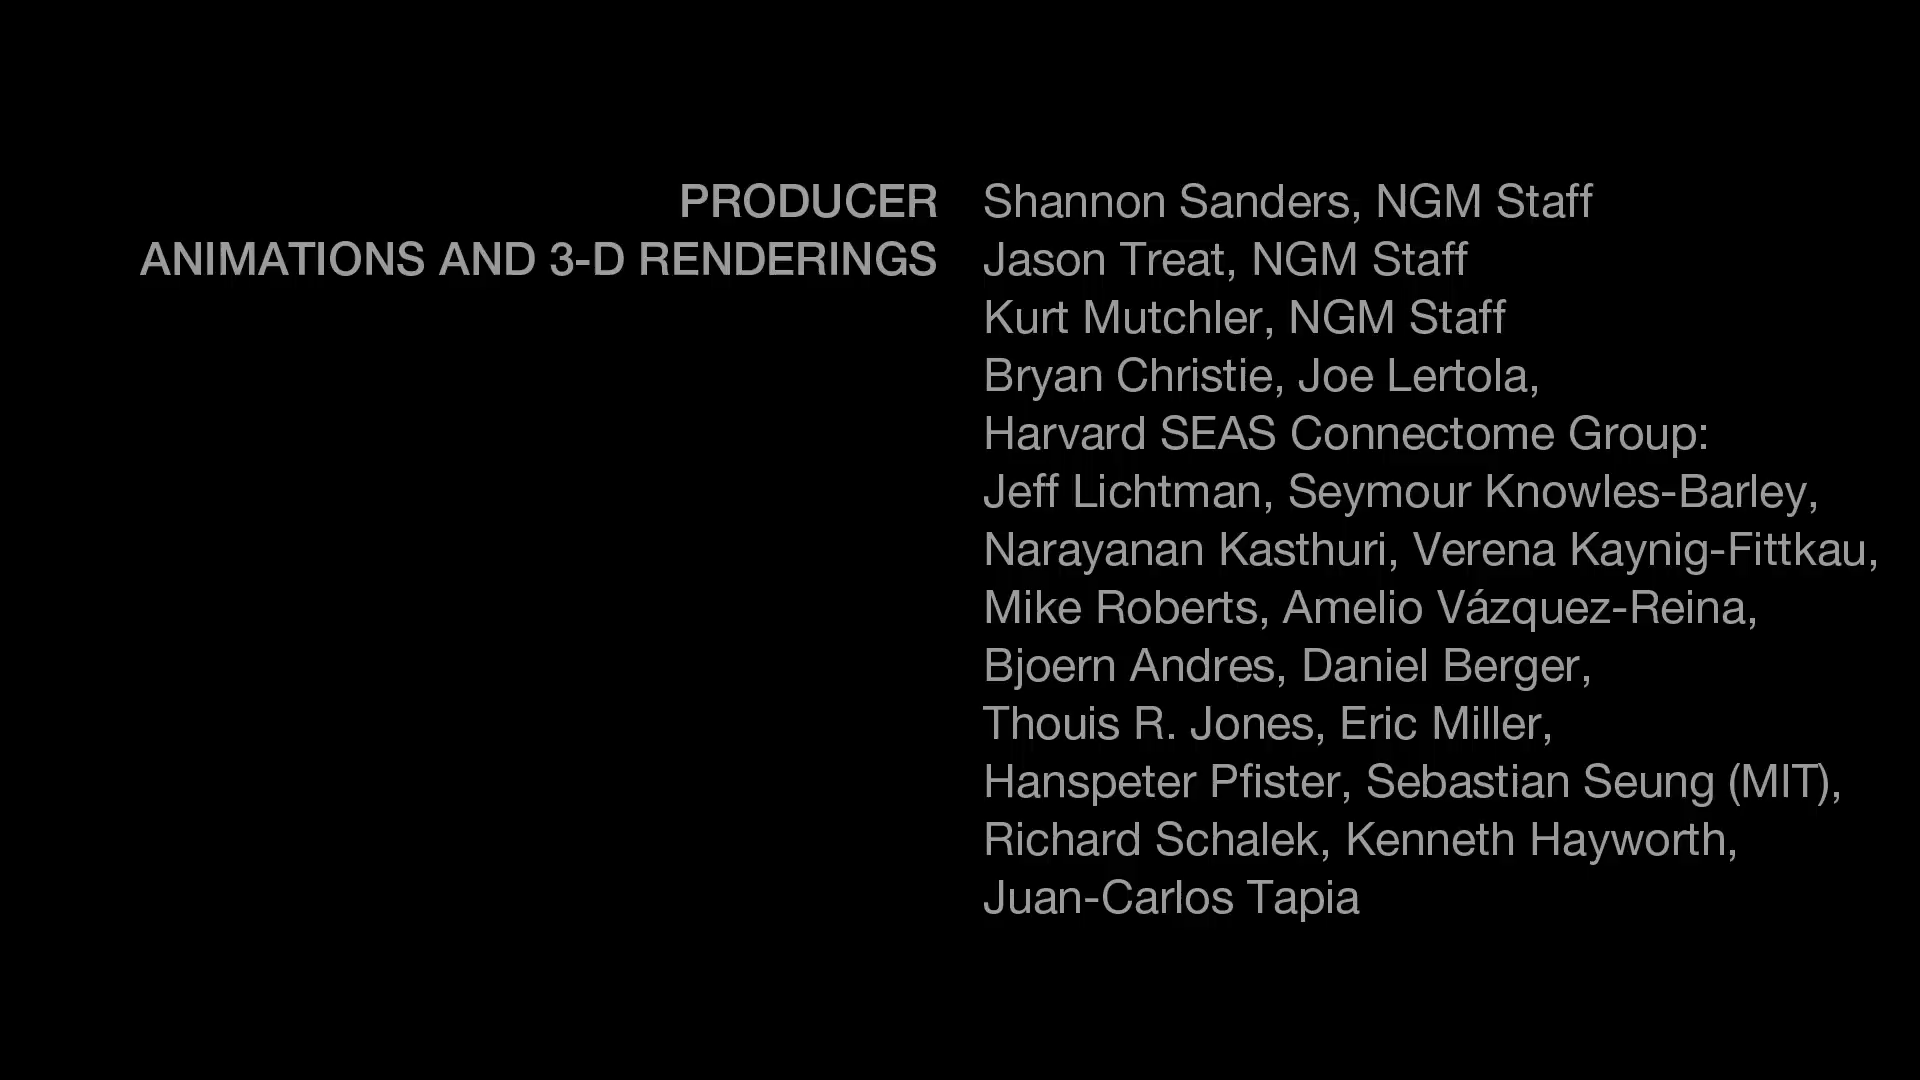 PRODUCER Shannon Sanders, NGM Staff
ANIMATIONS AND 3-D RENDERINGS Jason Treat, NGM Staff
Kurt Mutchler, NGM Staff
Bryan Christie, Joe Lertola,
Harvard SEAS Connectome Group:
Jeff Lichtman, Seymour Knowles-Barley,
Narayanan Kasthuri, Verena Kaynig-Fittkau,
Mike Roberts, Amelio Vázquez-Reina,
Bjoern Andres, Daniel Berger,
Thouis R. Jones, Eric Miller,
Hanspeter Pfister, Sebastian Seung (MIT),
Richard Schalek, Kenneth Hayworth,
Juan-Carlos Tapia